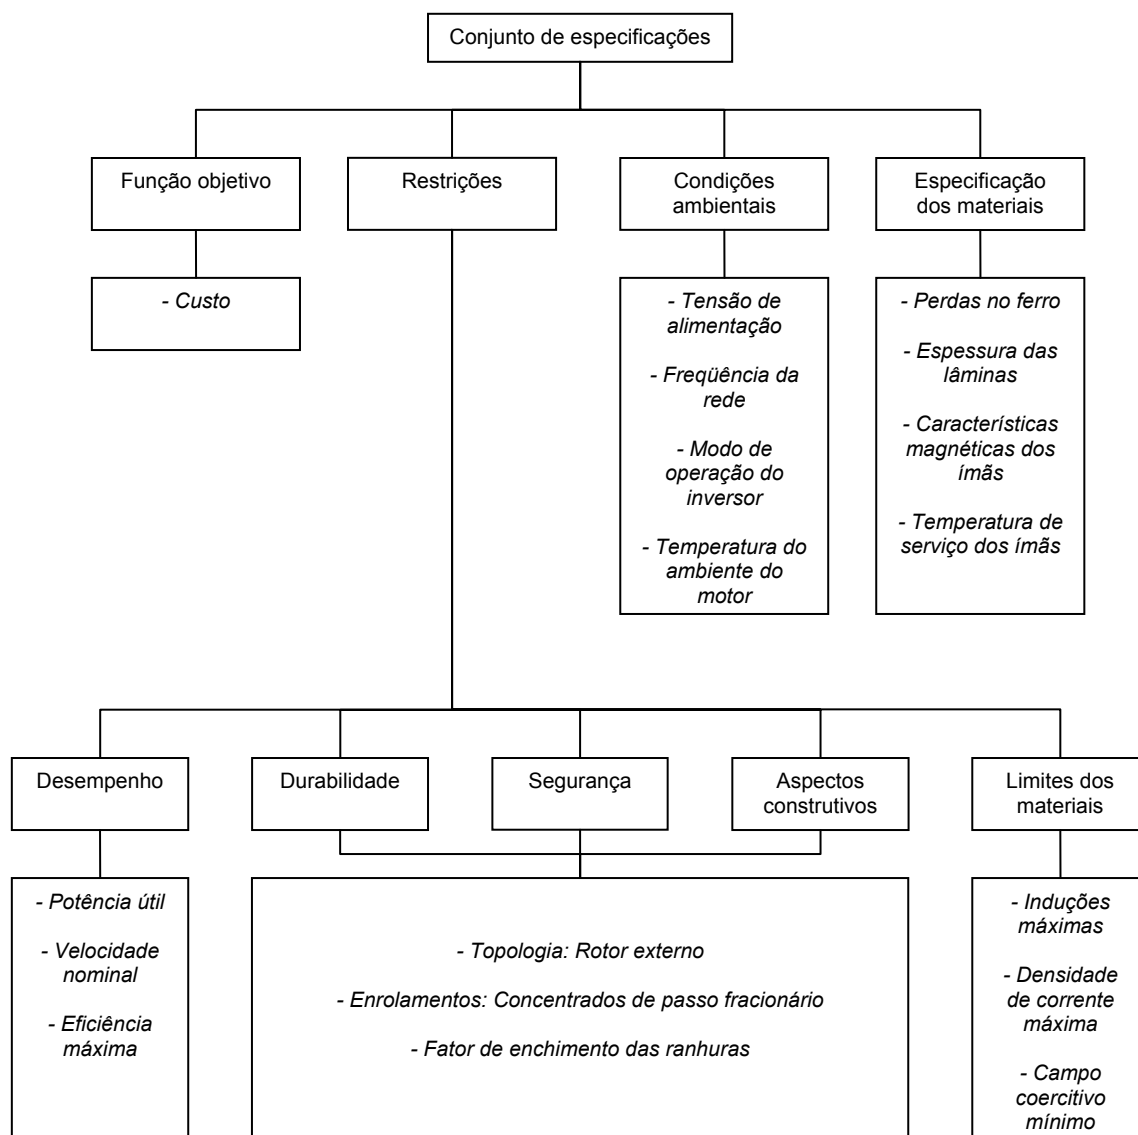 Conjunto de especificações
Função objetivo
- Custo
Restrições
Condições
ambientais
- Tensão de
alimentação
- Freqüência da
rede
- Modo de
operação do
inversor
- Temperatura do
ambiente do
motor
Especificação
dos materiais
- Perdas no ferro
- Espessura das
lâminas
- Características
magnéticas dos
ímãs
- Temperatura de
serviço dos ímãs
Desempenho
- Potência útil
- Velocidade
nominal
- Eficiência
máxima
Durabilidade
Segurança
Aspectos
construtivos
- Topologia: Rotor externo
- Enrolamentos: Concentrados de passo fracionário
- Fator de enchimento das ranhuras
Limites dos
materiais
- Induções
máximas
- Densidade
de corrente
máxima
- Campo
coercitivo
mínimo